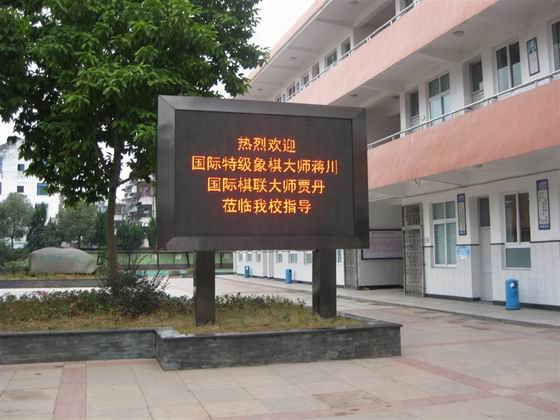 热烈欢迎
国际特级象棋大师蒋川
国际棋联大师贾丹
莅临我校指导